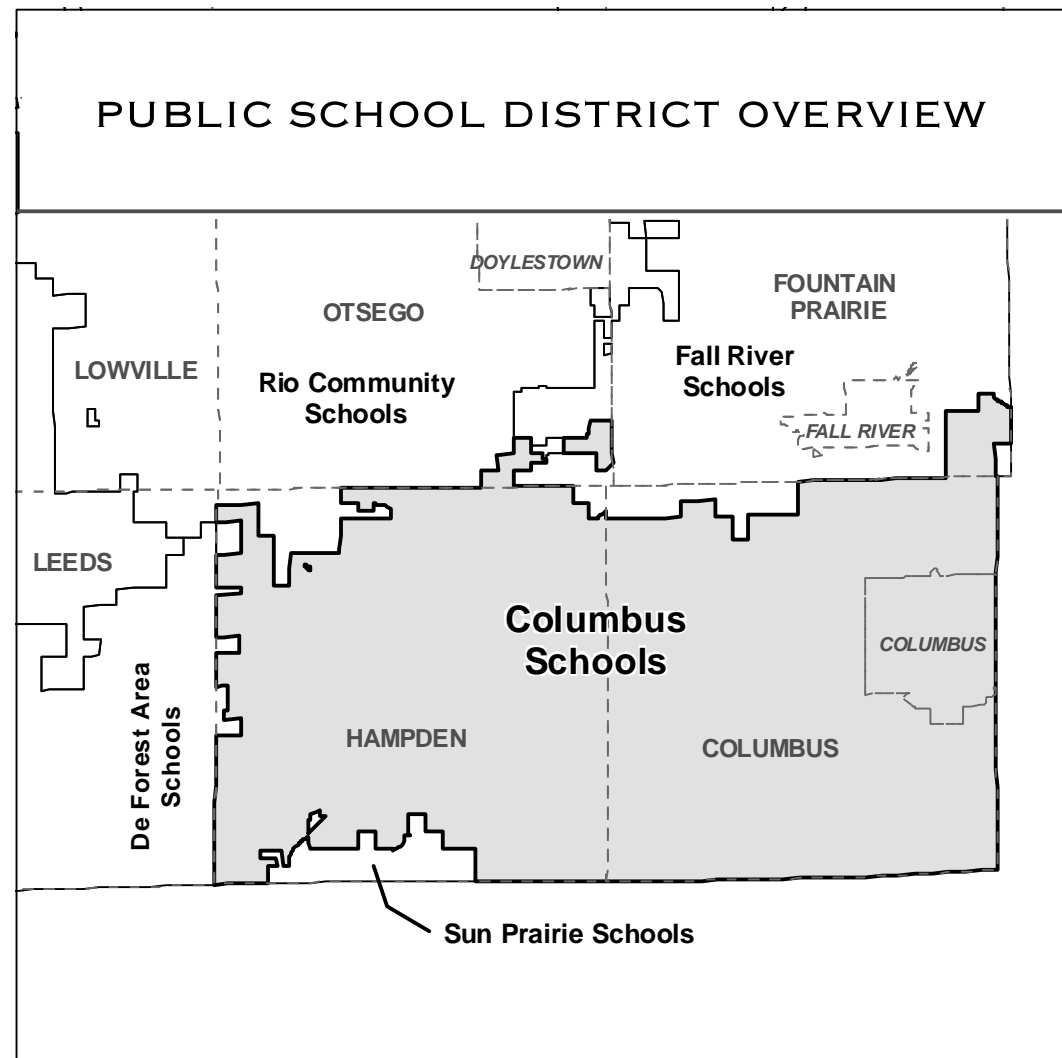 PUBLIC SCHOOL DISTRICT OVERVIEW
DOYLESTOWN
FOUNTAIN
PRAIRIE
OTSEGO
LOWVILLE
Fall River
Schools
Rio Community
Schools
FALL RIVER
LEEDS
Columbus
Schools
COLUMBUS
De Forest Area
Schools
HAMPDEN
COLUMBUS
Sun Prairie Schools